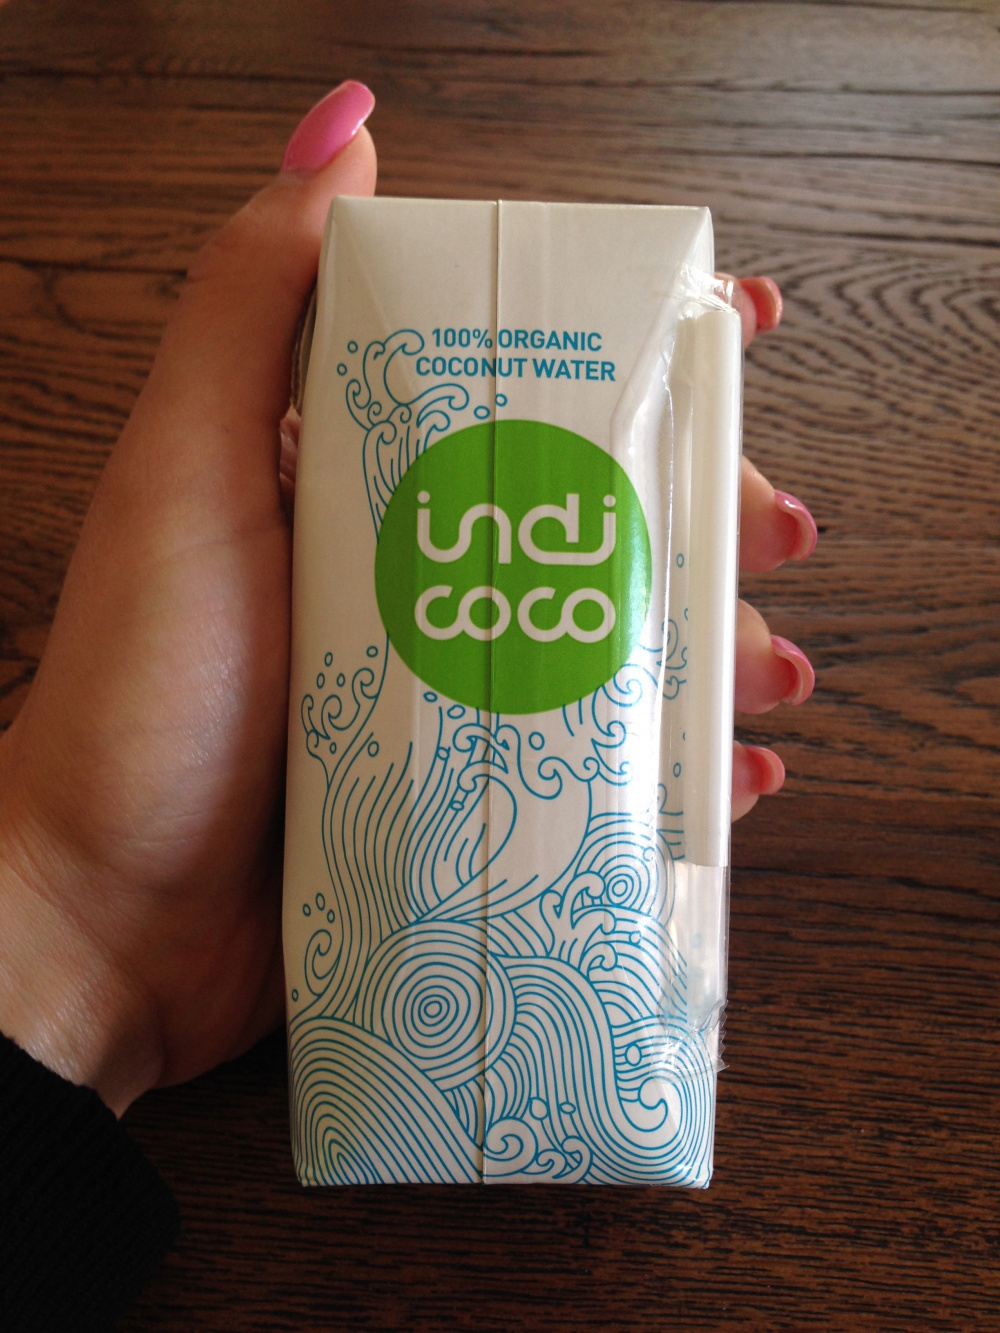 100% ORGANIC
COCONUT WATER
indi
coco